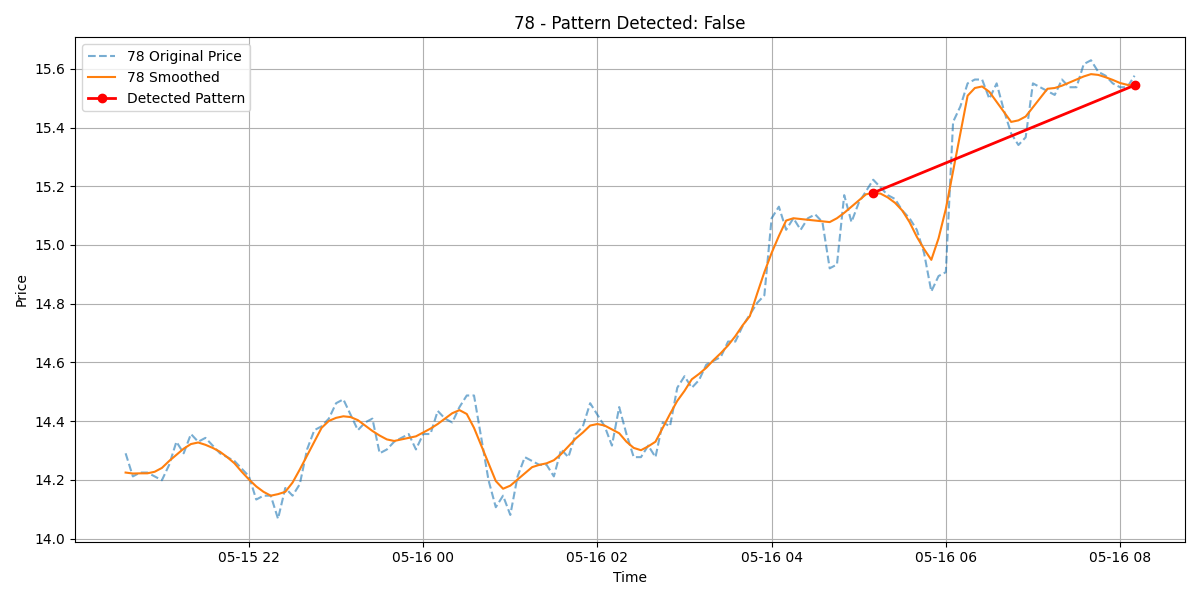 78 - Pattern Detected: False
78 Original Price
78 Smoothed
Detected Pattern
Price
15.6
15.4
15.2
15.0
14.8
14.6
14.4
14.2
14.0
05-15 22
05-16 00
05-16 02
05-16 04
05-16 06
05-16 08
Time